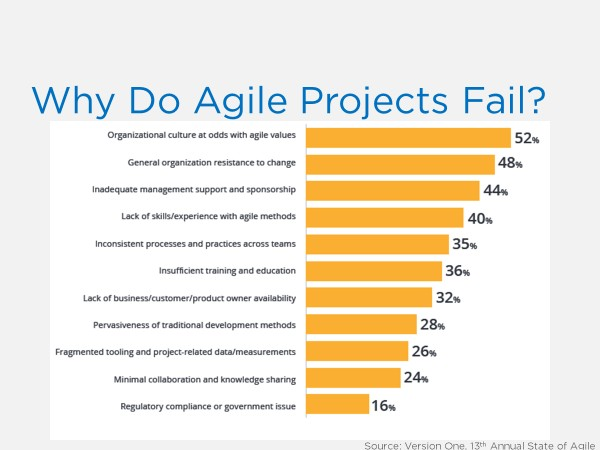 Why Do Agile Projects Fail?
Organizational culture at odds with agile values 52%
General organization resistance to change 48%
Inadequate management support and sponsorship 44%
Lack of skills/experience with agile methods 40%
Inconsistent processes and practices across teams 35%
Insufficient training and education 36%
Lack of business/customer/product owner availability 32%
Pervasiveness of traditional development methods 28%
Fragmented tooling and project-related data/measurements 26%
Minimal collaboration and knowledge sharing 24%
Regulatory compliance or government issue 16%
Source: Version One. 13th Annual State of Agile